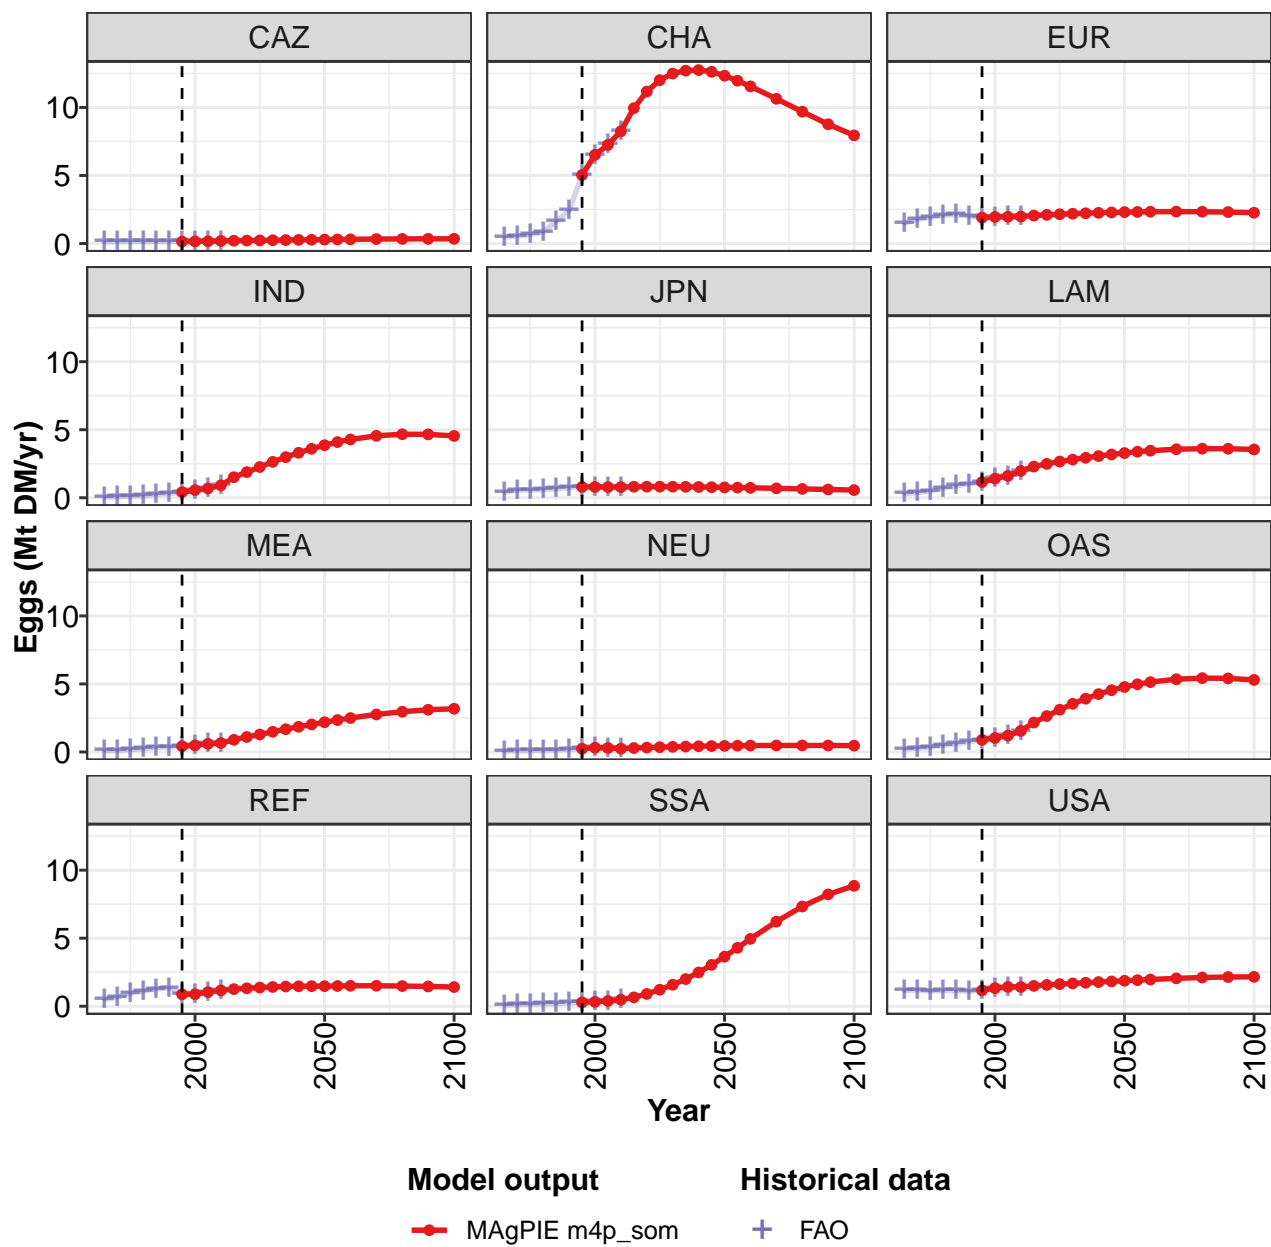 CAZ CHA EUR
10
5
0
IND JPN LAM
10
5
0
MEA NEU OAS
10
5
0
REF SSA USA
10
5
0
Eggs (Mt DM/yr)
2000 2050 2100 2000 2050 2100 2000 2050 2100
Year
Model output Historical data
MAgPIE m4p_som FAO